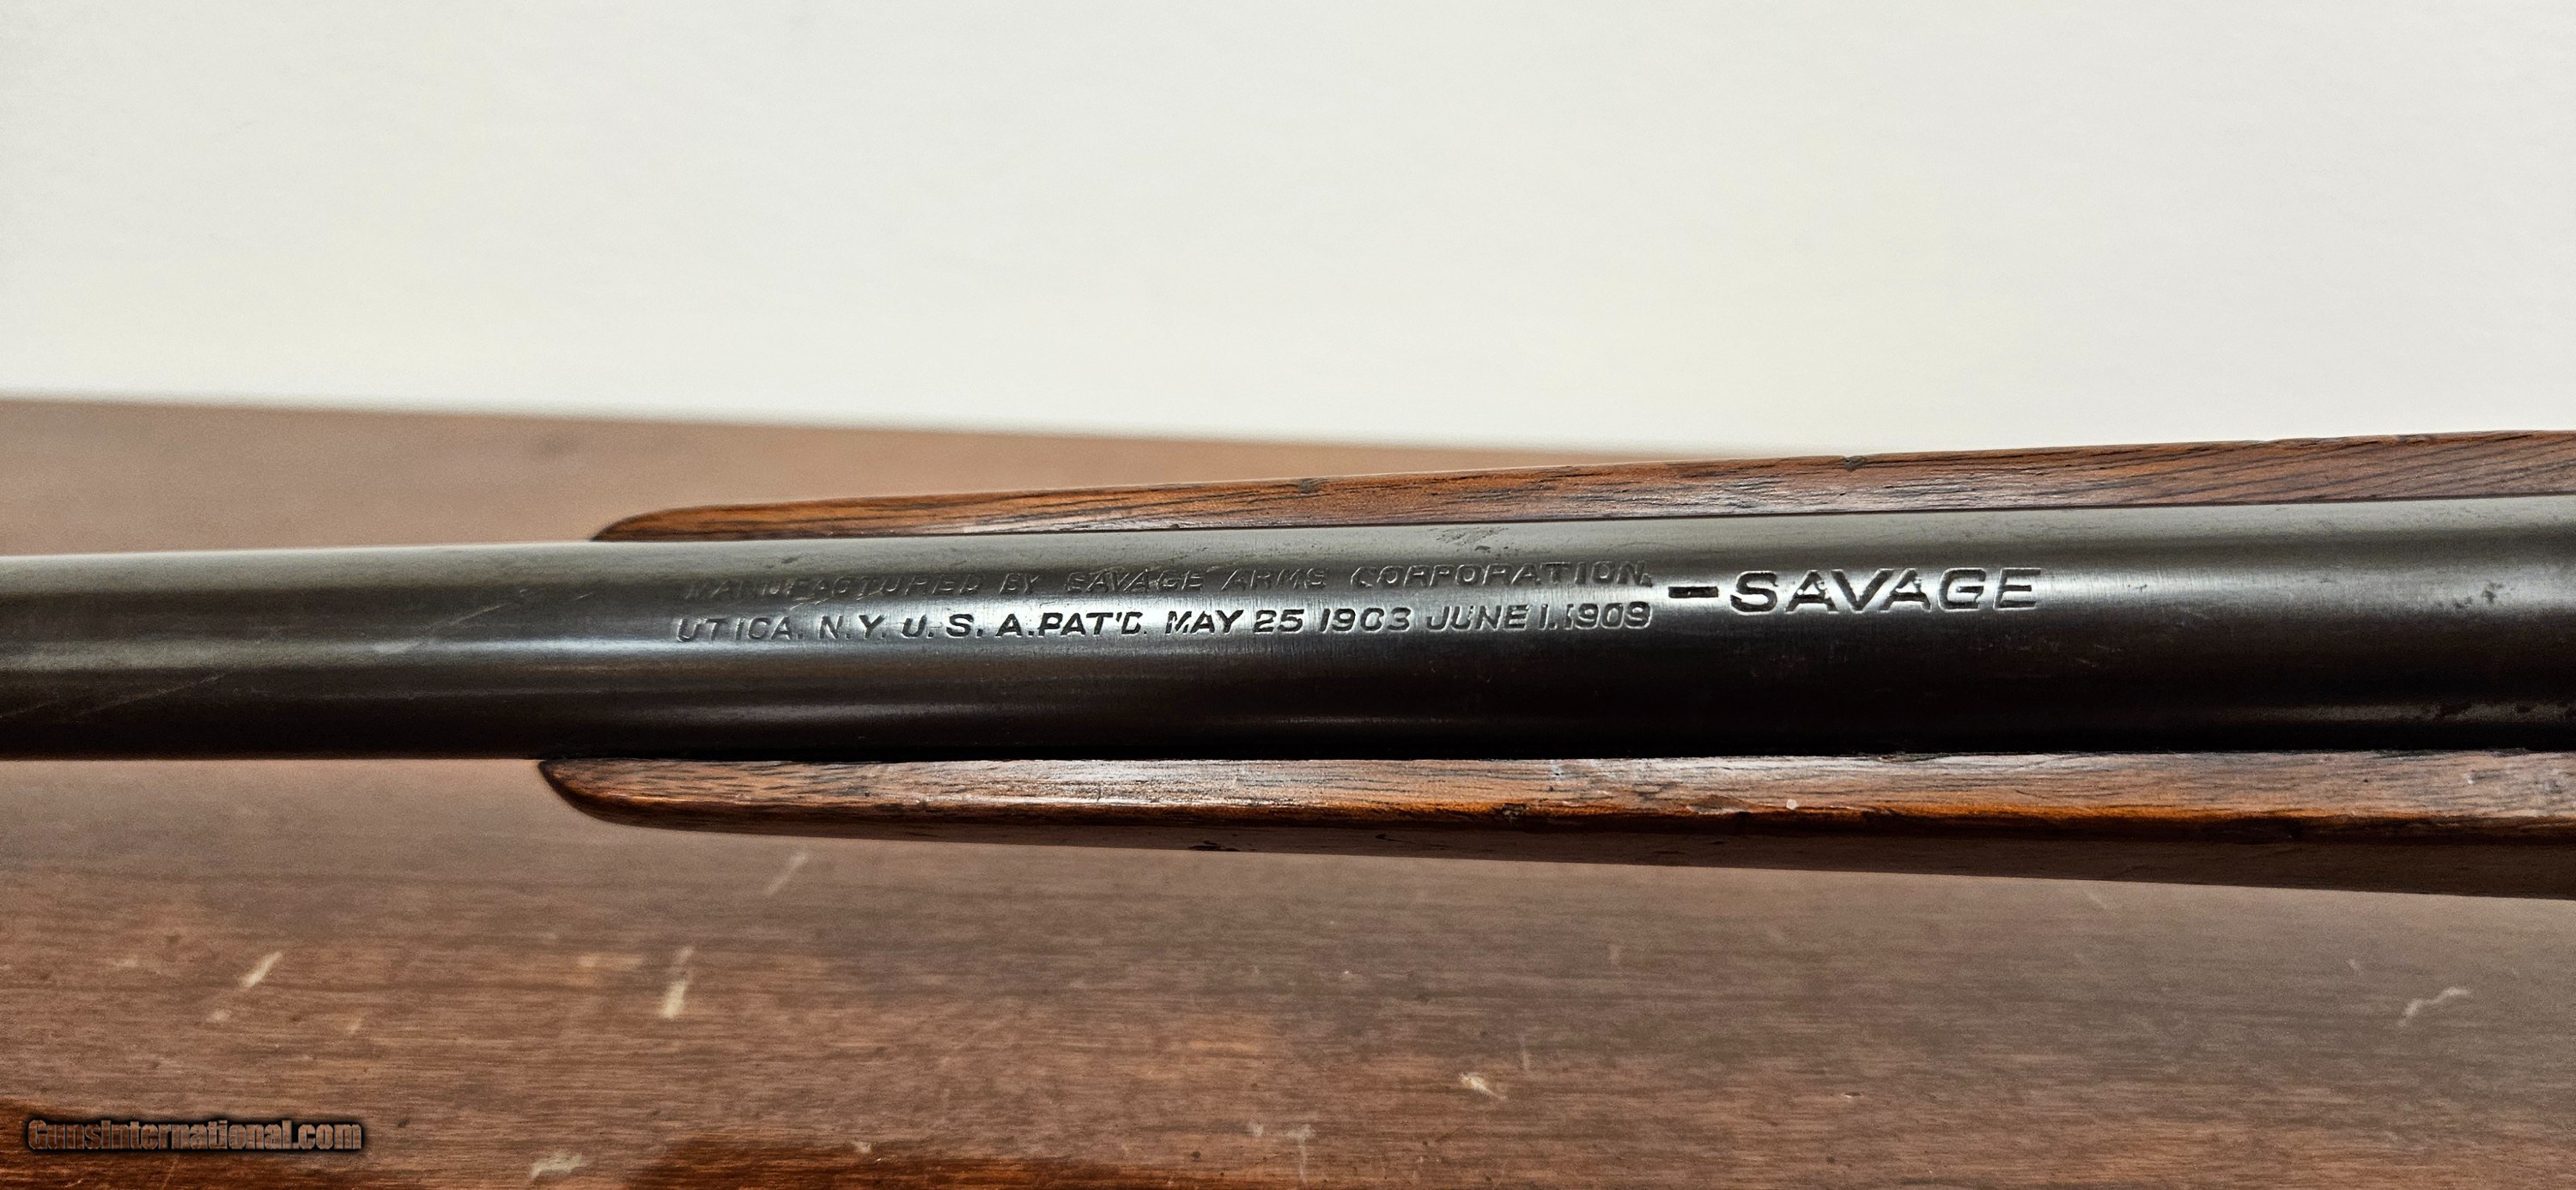 MANUFACTURED BY SAVAGE ARMS CORPORATION.
UTICA. N.Y. U.S.A. PAT'D. MAY 25 1903 JUNE 1. 1909
-SAVAGE
GunsInternational.com